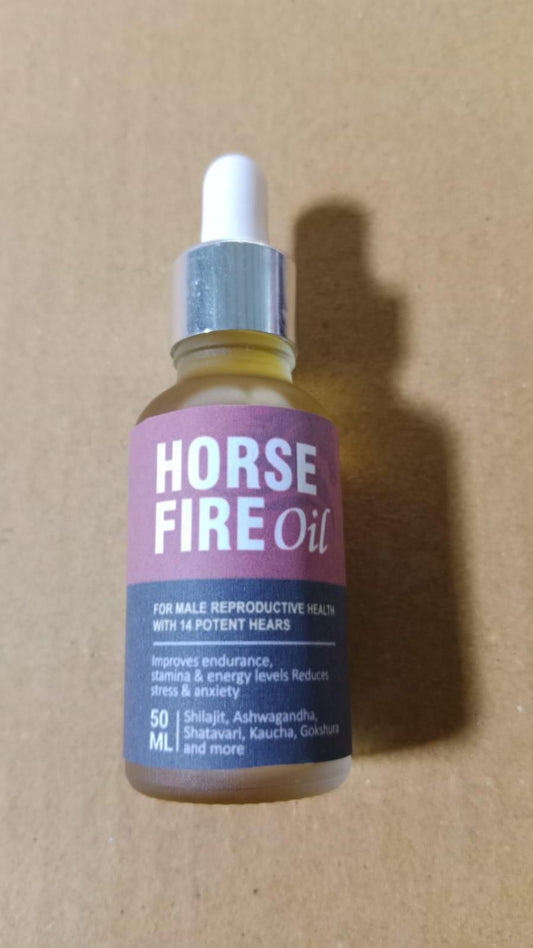 HORSE
FIRE Oil
FOR MALE REPRODUCTIVE HEALTH
WITH 14 POTENT HEARS
Improves endurance,
stamina & energy levels Reduces
stress & anxiety
50
ML
Shilajit, Ashwagandha,
Shatavari, Kaucha, Gokshura
and more